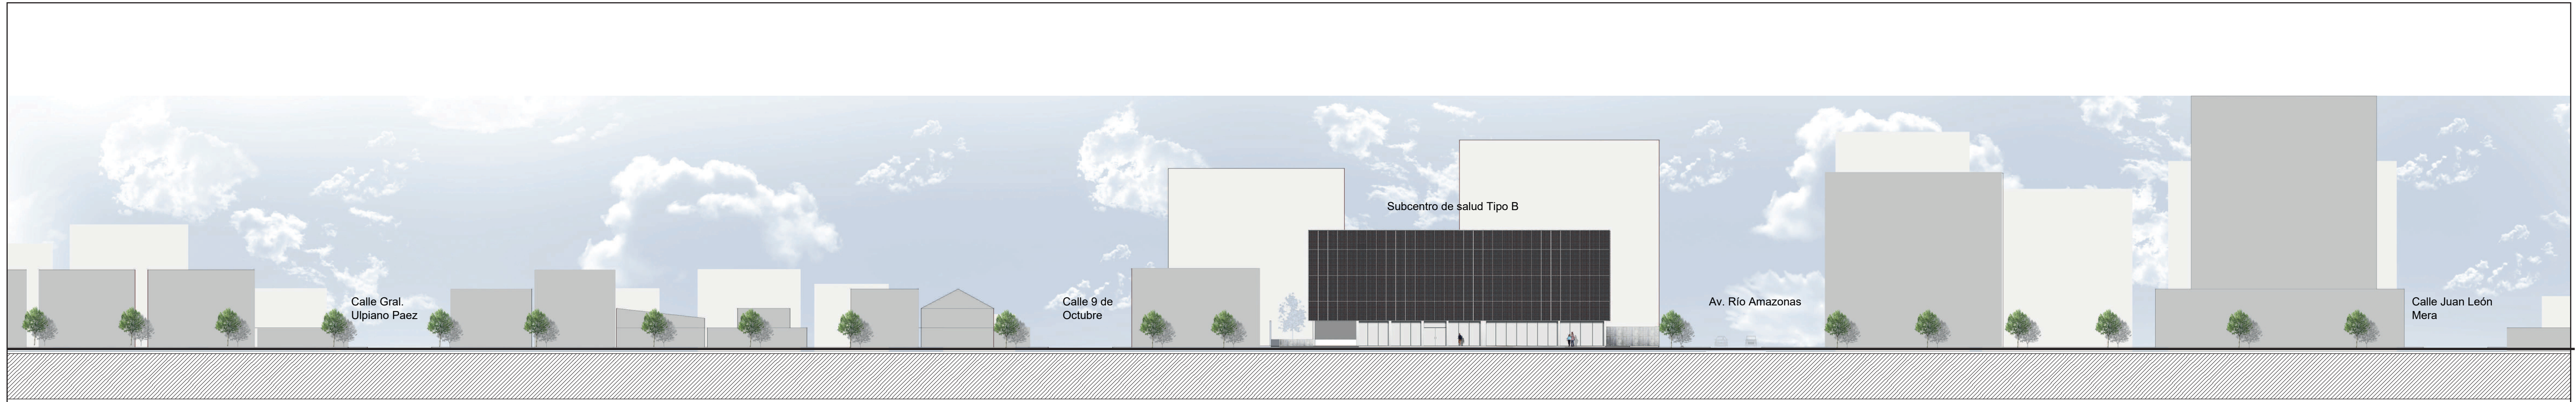 Subcentro de salud Tipo B
Calle Gral.
Ulpiano Paez
Calle 9 de
Octubre
Av. Río Amazonas
Calle Juan León
Mera